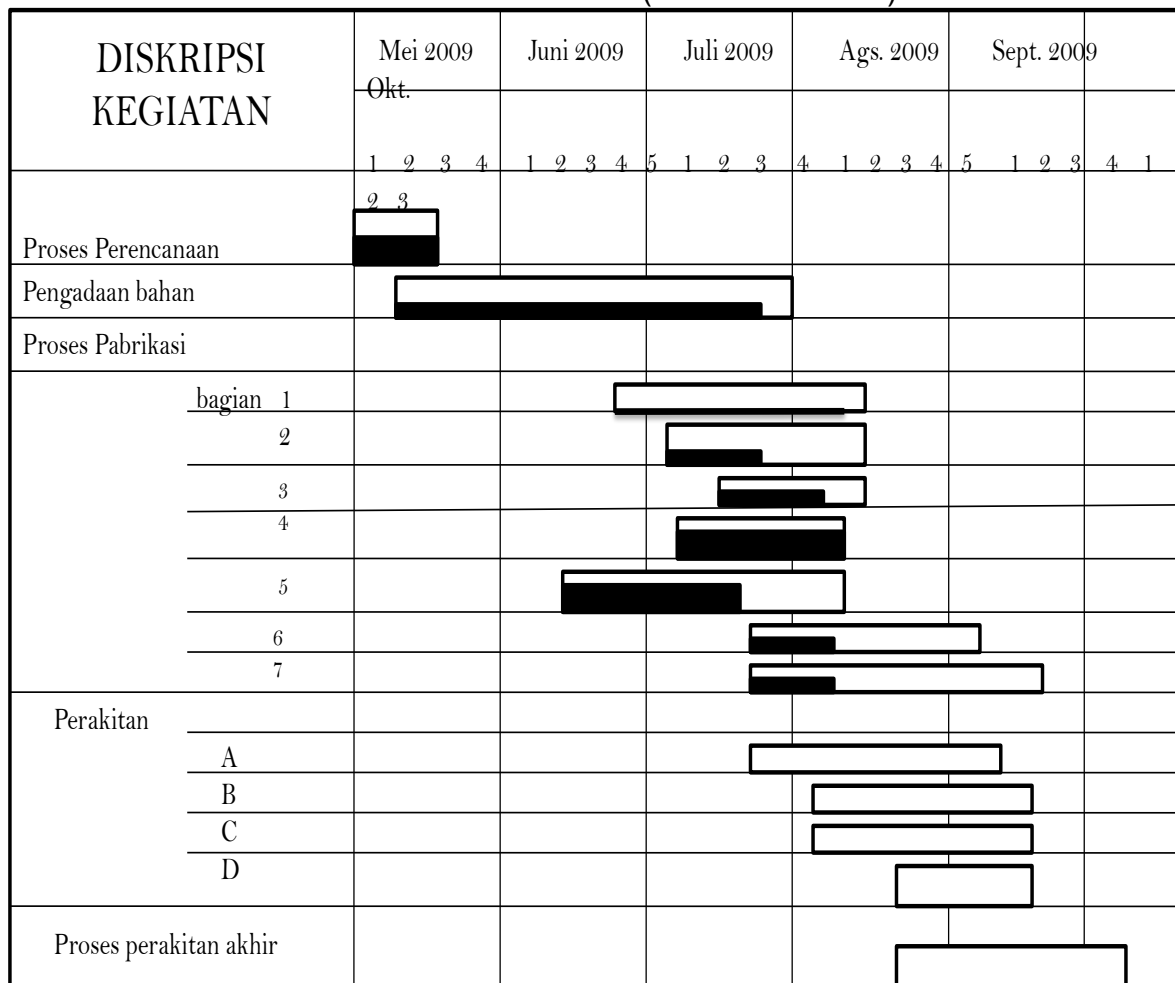 DISKRIPSI
KEGIATAN
Mei 2009 Juni 2009 Juli 2009 Ags. 2009 Sept. 2009
Okt.
1 2 3 4 1 2 3 4 5 1 2 3 4 1 2 3 4 5 1 2 3 4 1
2 3
Proses Perencanaan
Pengadaan bahan
Proses Pabrikasi
bagian 1
2
3
4
5
6
7
Perakitan
A
B
C
D
Proses perakitan akhir